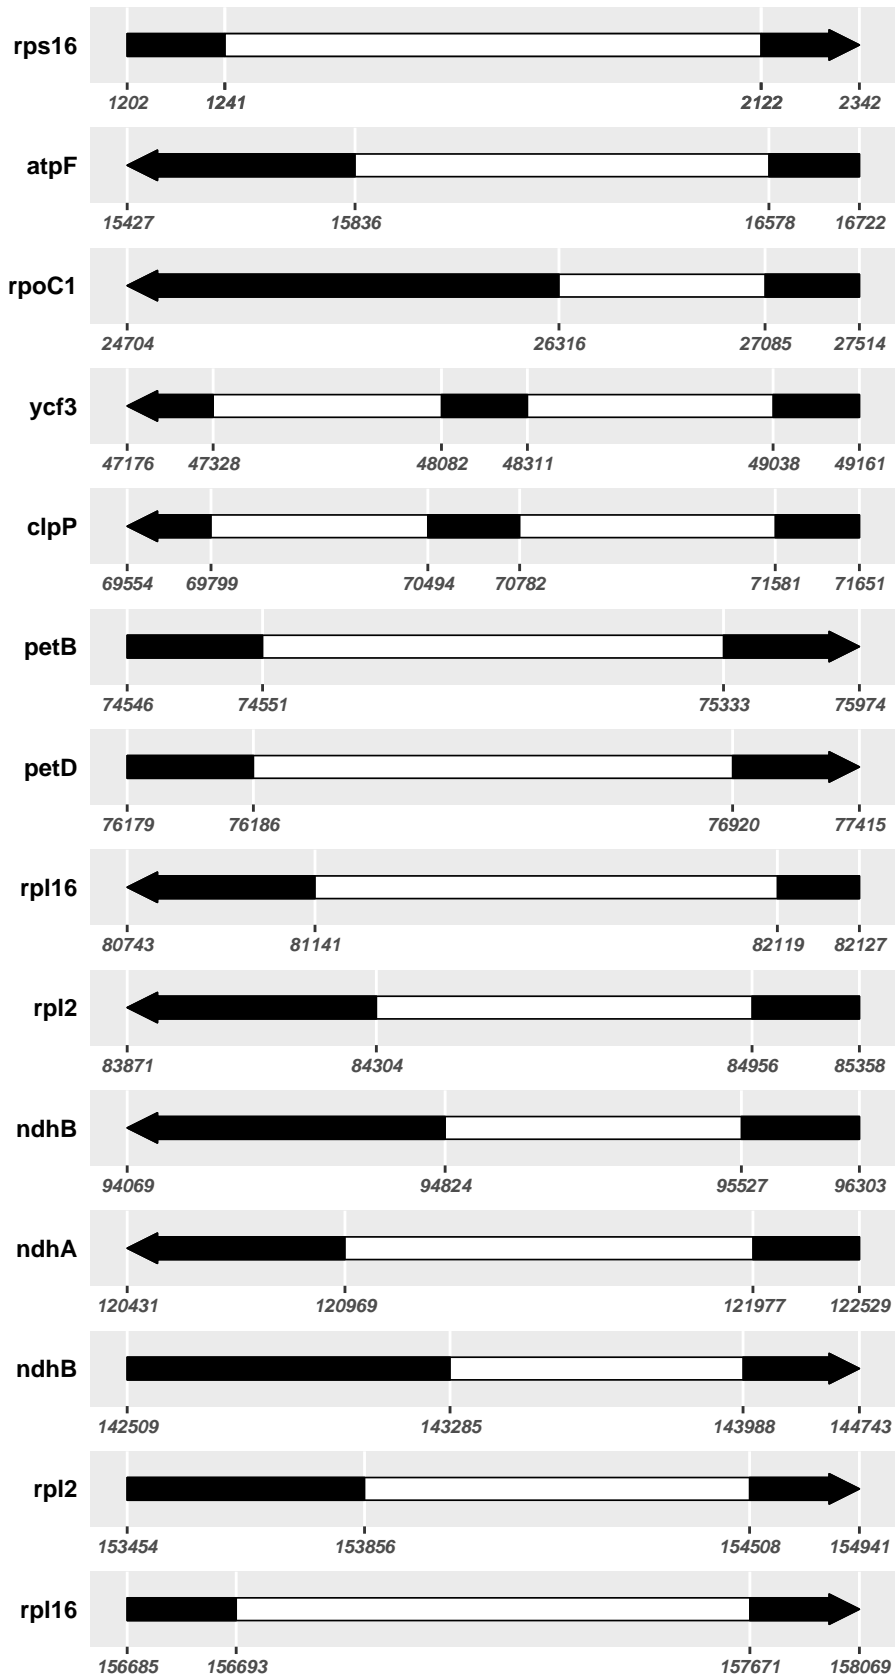 rps16
1202 1241 2122 2342
atpF
15427 15836 16578 16722
rpoC1
24704 26316 27085 27514
ycf3
47176 47328 48082 48311 49038 49161
clpP
69554 69799 70494 70782 71581 71651
petB
74546 74551 75333 75974
petD
76179 76186 76920 77415
rpl16
80743 81141 82119 82127
rpl2
83871 84304 84956 85358
ndhB
94069 94824 95527 96303
ndhA
120431 120969 121977 122529
ndhB
142509 143285 143988 144743
rpl2
153454 153856 154508 154941
rpl16
156685 156693 157671 158069